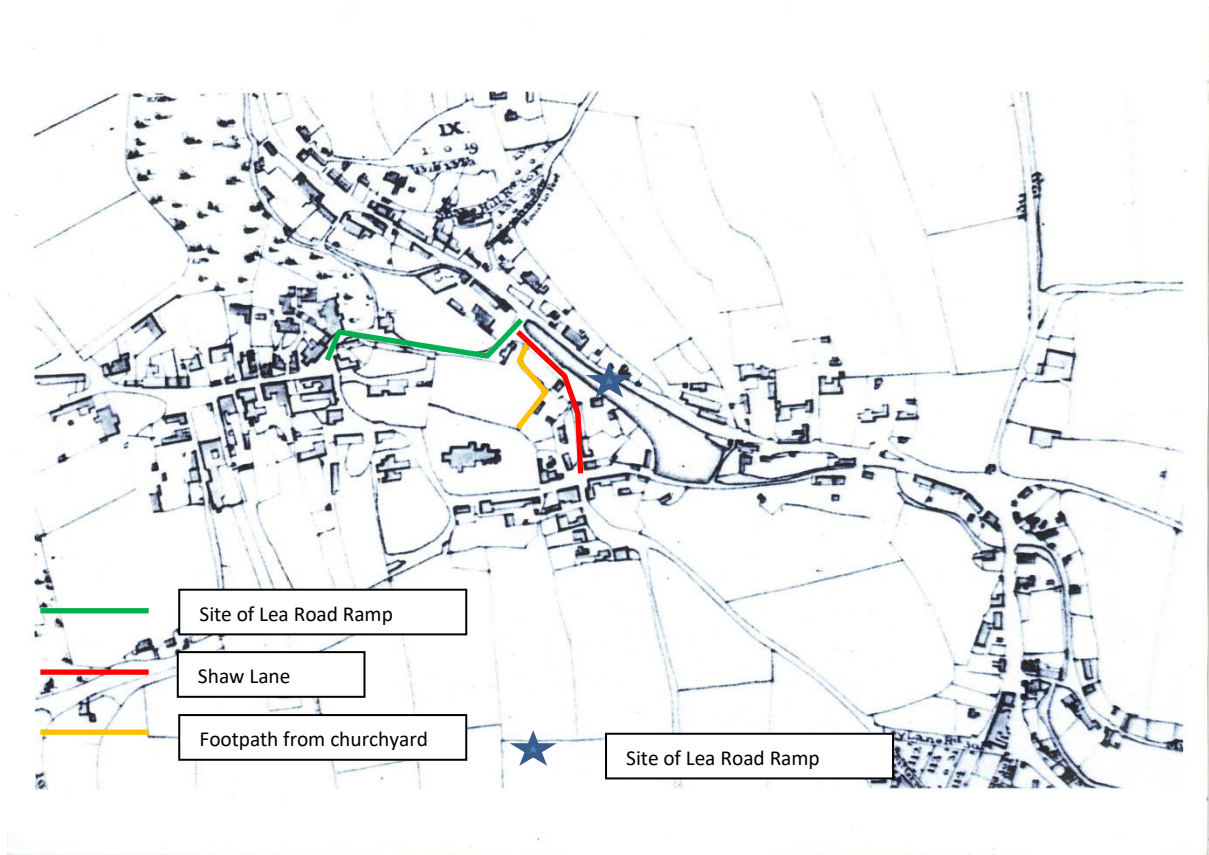 IX.
Site of Lea Road Ramp
Shaw Lane
Footpath from churchyard
Site of Lea Road Ramp